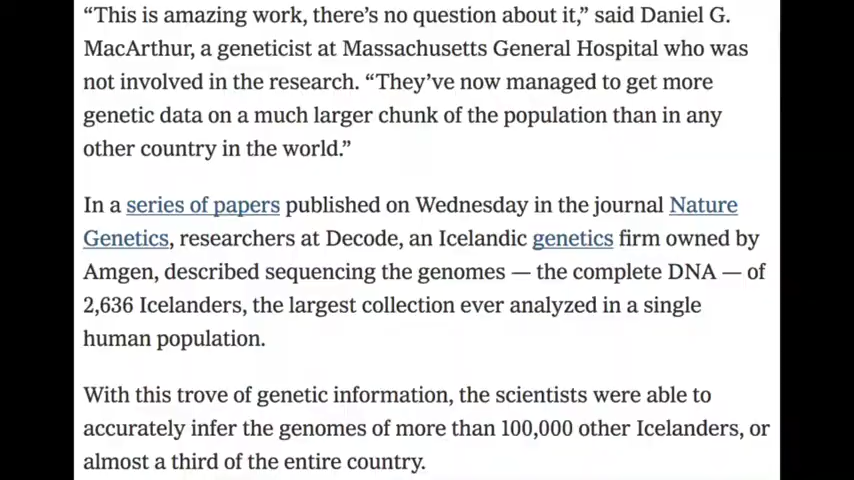 “This is amazing work, there’s no question about it,” said Daniel G.
MacArthur, a geneticist at Massachusetts General Hospital who was
not involved in the research. “They’ve now managed to get more
genetic data on a much larger chunk of the population than in any
other country in the world.”
In a series of papers published on Wednesday in the journal Nature
Genetics, researchers at Decode, an Icelandic genetics firm owned by
Amgen, described sequencing the genomes — the complete DNA — of
2,636 Icelanders, the largest collection ever analyzed in a single
human population.
With this trove of genetic information, the scientists were able to
accurately infer the genomes of more than 100,000 other Icelanders, or
almost a third of the entire country.